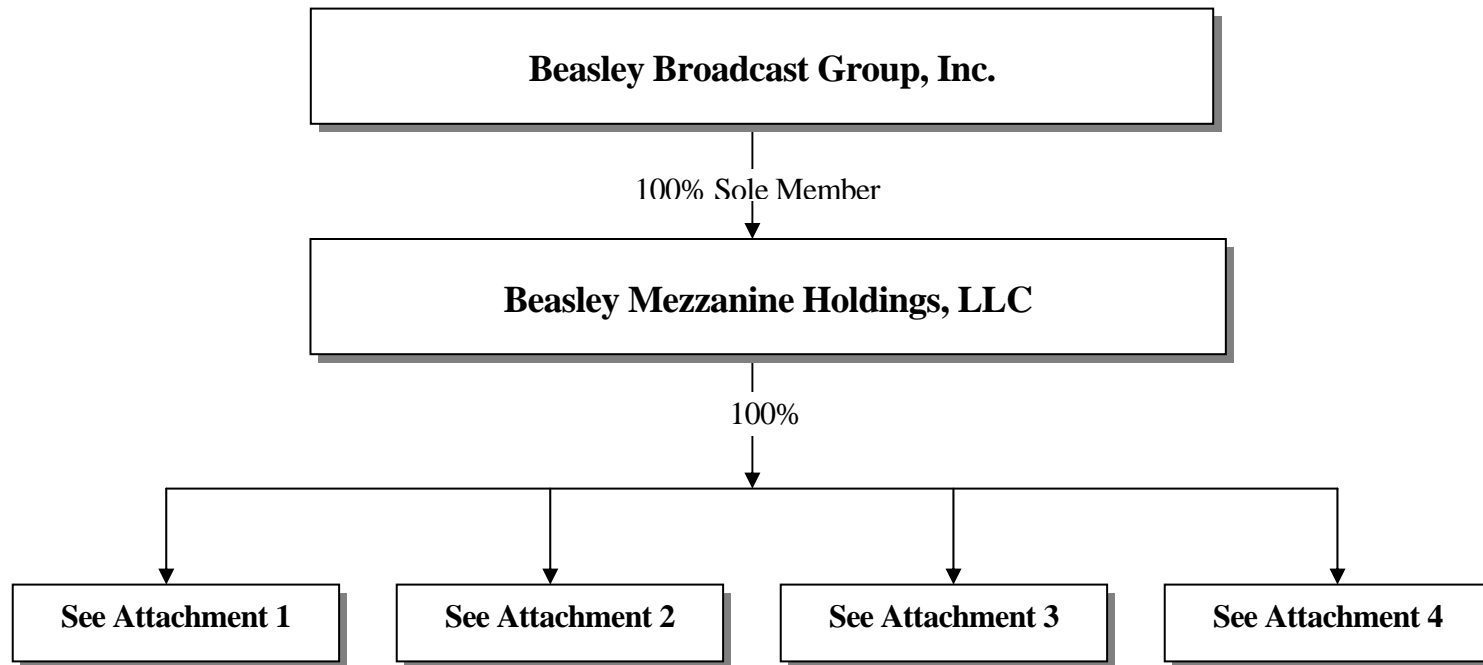 Beasley Broadcast Group, Inc.
100% Sole Member
Beasley Mezzanine Holdings, LLC
100%
See Attachment 1
See Attachment 2
See Attachment 3
See Attachment 4